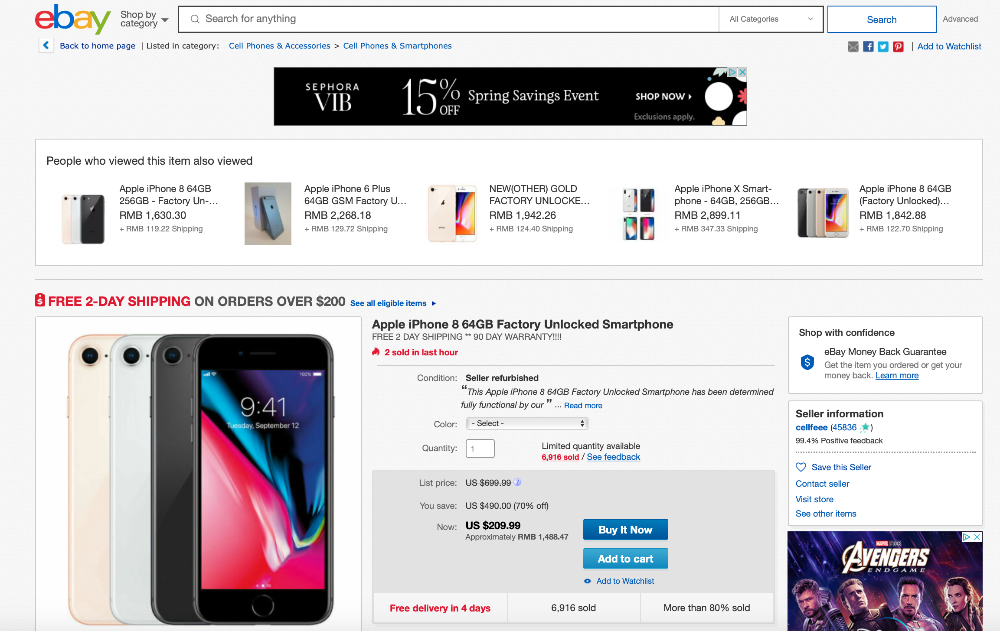 ebay
Shop by
category
Search for anything
All Categories
Search
Advanced
Back to home page | Listed in category: Cell Phones & Accessories > Cell Phones & Smartphones
| Add to Watchlist
SEPHORA
VIB
15% OFF
Spring Savings Event
SHOP NOW
Exclusions apply.
People who viewed this item also viewed
Apple iPhone 8 64GB
256GB - Factory Un-...
RMB 1,630.30
+ RMB 119.22 Shipping
Apple iPhone 6 Plus
64GB GSM Factory U...
RMB 2,268.18
+ RMB 129.72 Shipping
NEW(OTHER) GOLD
FACTORY UNLOCKE...
RMB 1,942.26
+ RMB 124.40 Shipping
Apple iPhone X Smart-
phone - 64GB, 256GB...
RMB 2,899.11
+ RMB 347.33 Shipping
Apple iPhone 8 64GB
(Factory Unlocked)...
RMB 1,842.88
+ RMB 122.70 Shipping
FREE 2-DAY SHIPPING ON ORDERS OVER $200 See all eligible items
100%
9:41
Tuesday, September 12
Apple iPhone 8 64GB Factory Unlocked Smartphone
FREE 2 DAY SHIPPING ** 90 DAY WARRANTY!!!!
2 sold in last hour
Condition: Seller refurbished
“This Apple iPhone 8 64GB Factory Unlocked Smartphone has been determined
fully functional by our ” ... Read more
Color: - Select -
Quantity: 1
Limited quantity available
6,916 sold / See feedback
List price: US $699.99 ?
You save: US $490.00 (70% off)
Now: US $209.99
Approximately RMB 1,488.47
Buy It Now
Add to cart
Add to Watchlist
Free delivery in 4 days
6,916 sold
More than 80% sold
Shop with confidence
eBay Money Back Guarantee
Get the item you ordered or get your
money back. Learn more
Seller information
cellfeee (45836)
99.4% Positive feedback
Save this Seller
Contact seller
Visit store
See other items
MARVEL STUDIOS
AVENGERS
ENDGAME